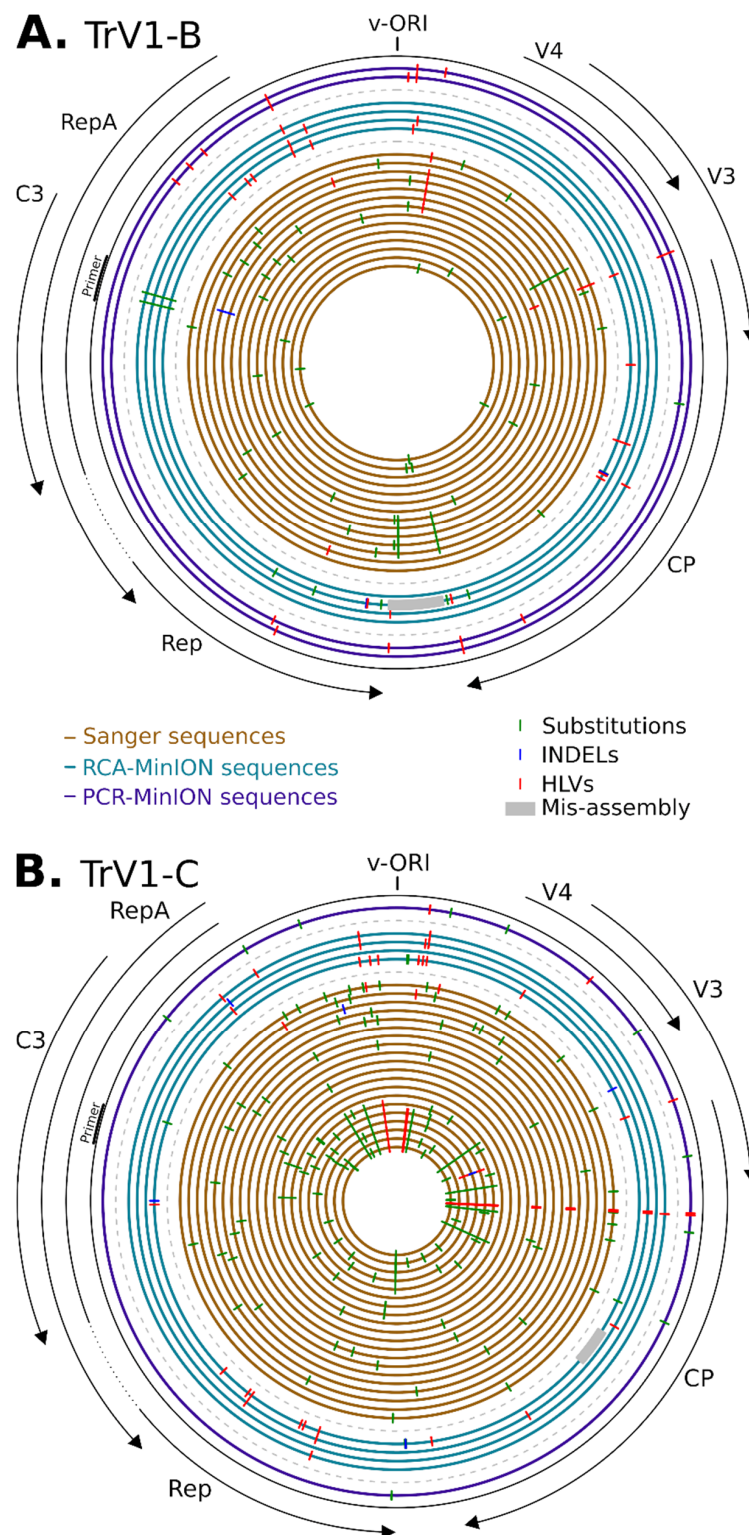 A. TrV1-B
v-ORI
V4
RepA
V3
C3
Primer
CP
Rep
Sanger sequences
RCA-MinION sequences
PCR-MinION sequences
Substitutions
INDELs
HLVs
Mis-assembly
B. TrV1-C
v-ORI
V4
RepA
V3
C3
Primer
CP
Rep